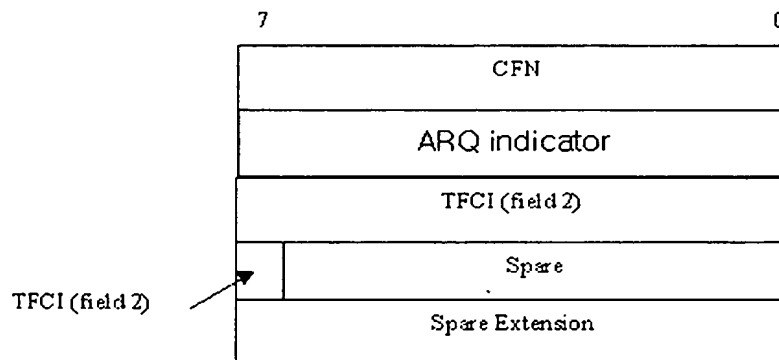 7 0
CFN
ARQ indicator
TFCI (field 2)
Spare
TFCI (field 2)
Spare Extension